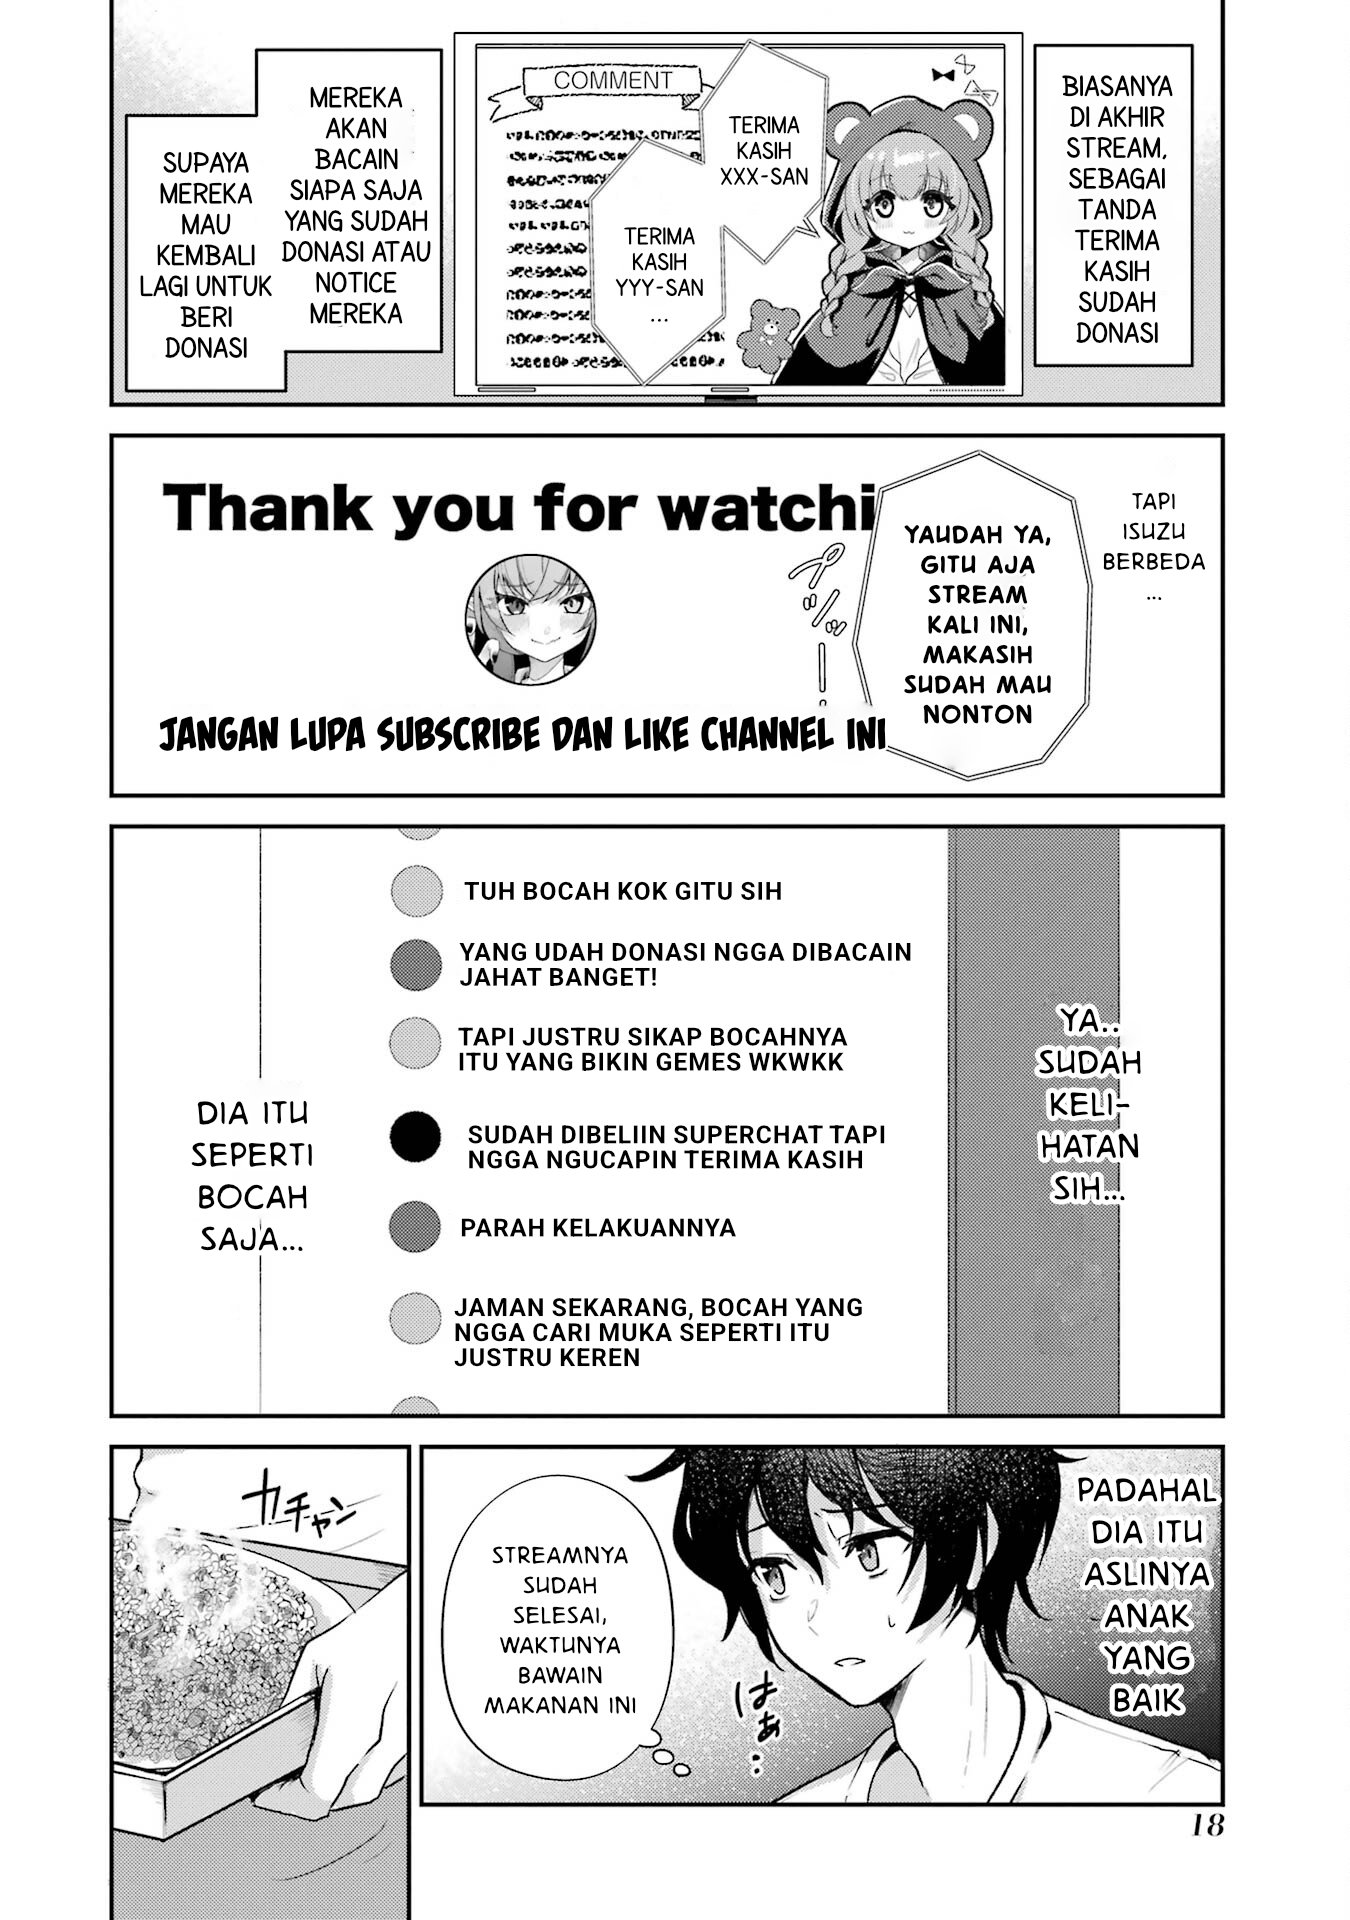 BIASANYA
DI AKHIR
STREAM,
SEBAGAI
TANDA
TERIMA
KASIH
SUDAH
DONASI
COMMENT
TERIMA
KASIH
XXX-SAN
TERIMA
KASIH
YYY-SAN
...
MEREKA
AKAN
BACAIN
SIAPA SAJA
YANG SUDAH
DONASI ATAU
NOTICE
MEREKA
SUPAYA
MEREKA
MAU
KEMBALI
LAGI UNTUK
BERI
DONASI
TAPI
ISUZU
BERBEDA
...
YAUDAH YA,
GITU AJA
STREAM
KALI INI,
MAKASIH
SUDAH MAU
NONTON
Thank you for watchi
JANGAN LUPA SUBSCRIBE DAN LIKE CHANNEL INI
YA..
SUDAH
KELI-
HATAN
SIH...
TUH BOCAH KOK GITU SIH
YANG UDAH DONASI NGGA DIBACAIN
JAHAT BANGET!
TAPI JUSTRU SIKAP BOCAHNYA
ITU YANG BIKIN GEMES WKWKK
SUDAH DIBELIIN SUPERCHAT TAPI
NGGA NGUCAPIN TERIMA KASIH
PARAH KELAKUANNYA
JAMAN SEKARANG, BOCAH YANG
NGGA CARI MUKA SEPERTI ITU
JUSTRU KEREN
DIA ITU
SEPERTI
BOCAH
SAJA...
PADAHAL
DIA ITU
ASLINYA
ANAK
YANG
BAIK
STREAMNYA
SUDAH
SELESAI,
WAKTUNYA
BAWAIN
MAKANAN INI
はぁ..
カチャン
18